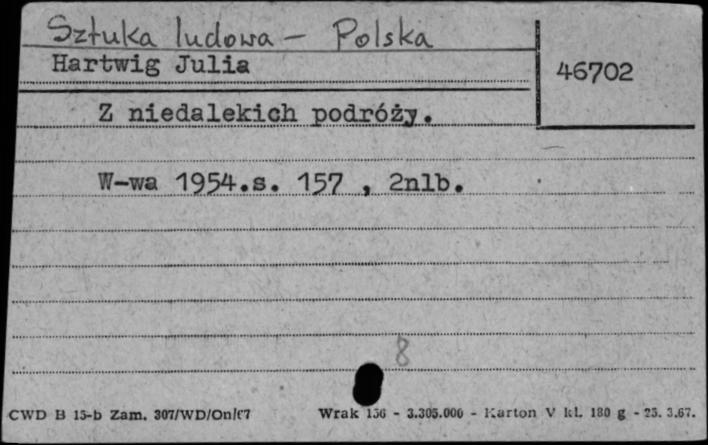 Sztuka ludowa – Polska
Hartwig Julia
46702
Z niedalekich podróży.
W-wa 1954.s. 157 , 2nlb.
8
CWD B 15-b Zam. 307/WD/On/67 Wrak 136 - 3.305.000 - Karton V kl. 180 g - 25. 3.67.